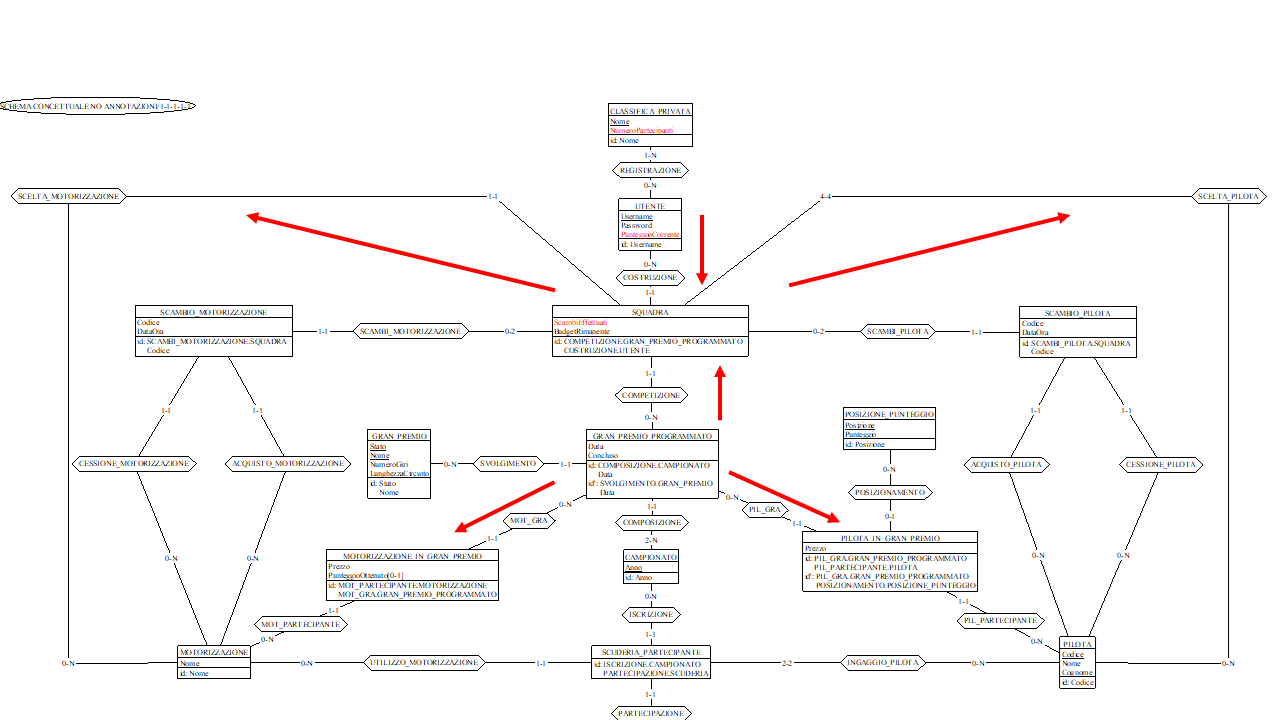 SCHEMA CONCETTUALE NO ANNOTAZIONI/1-1-1-1-1
CLASSIFICA_PRIVATA
Nome
NumeroPartecipanti
id: Nome
1-N
REGISTRAZIONE
0-N
SCELTA_MOTORIZZAZIONE
1-1
4-4
SCELTA_PILOTA
UTENTE
Username
Password
PunteggioCorrente
id: Username
0-N
COSTRUZIONE
1-1
SCAMBIO_MOTORIZZAZIONE
Codice
DataOra
id: SCAMBI_MOTORIZZAZIONE.SQUADRA
Codice
1-1
SCAMBI_MOTORIZZAZIONE
0-2
SQUADRA
ScambiEffettuati
BudgetRimanente
id: COMPETIZIONE.GRAN_PREMIO_PROGRAMMATO
COSTRUZIONE.UTENTE
0-2
SCAMBI_PILOTA
1-1
SCAMBIO_PILOTA
Codice
DataOra
id: SCAMBI_PILOTA.SQUADRA
Codice
1-1
COMPETIZIONE
0-N
1-1
1-1
1-1
1-1
POSIZIONE_PUNTEGGIO
Posizione
Punteggio
id: Posizione
GRAN_PREMIO
Stato
Nome
NumeroGiri
LunghezzaCircuito
id: Stato
Nome
0-N
SVOLGIMENTO
1-1
GRAN_PREMIO_PROGRAMMATO
Data
Concluso
id: COMPOSIZIONE.CAMPIONATO
Data
id': SVOLGIMENTO.GRAN_PREMIO
Data
CESSIONE_MOTORIZZAZIONE
ACQUISTO_MOTORIZZAZIONE
ACQUISTO_PILOTA
CESSIONE_PILOTA
0-N
POSIZIONAMENTO
0-1
0-N
MOT_GRA
1-1
0-N
PIL_GRA
1-1
1-1
COMPOSIZIONE
2-N
PILOTA_IN_GRAN_PREMIO
Prezzo
id: PIL_GRA.GRAN_PREMIO_PROGRAMMATO
PIL_PARTECIPANTE.PILOTA
id': PIL_GRA.GRAN_PREMIO_PROGRAMMATO
POSIZIONAMENTO.POSIZIONE_PUNTEGGIO
MOTORIZZAZIONE_IN_GRAN_PREMIO
Prezzo
PunteggioOttenuto[0-1]
id: MOT_PARTECIPANTE.MOTORIZZAZIONE
MOT_GRA.GRAN_PREMIO_PROGRAMMATO
CAMPIONATO
Anno
id: Anno
0-N
0-N
0-N
0-N
0-N
ISCRIZIONE
1-1
1-1
MOT_PARTECIPANTE
0-N
1-1
PIL_PARTECIPANTE
0-N
0-N
MOTORIZZAZIONE
Nome
id: Nome
0-N
UTILIZZO_MOTORIZZAZIONE
1-1
SCUDERIA_PARTECIPANTE
id: ISCRIZIONE.CAMPIONATO
PARTECIPAZIONE.SCUDERIA
2-2
INGAGGIO_PILOTA
0-N
PILOTA
Codice
Nome
Cognome
id: Codice
0-N
1-1
PARTECIPAZIONE